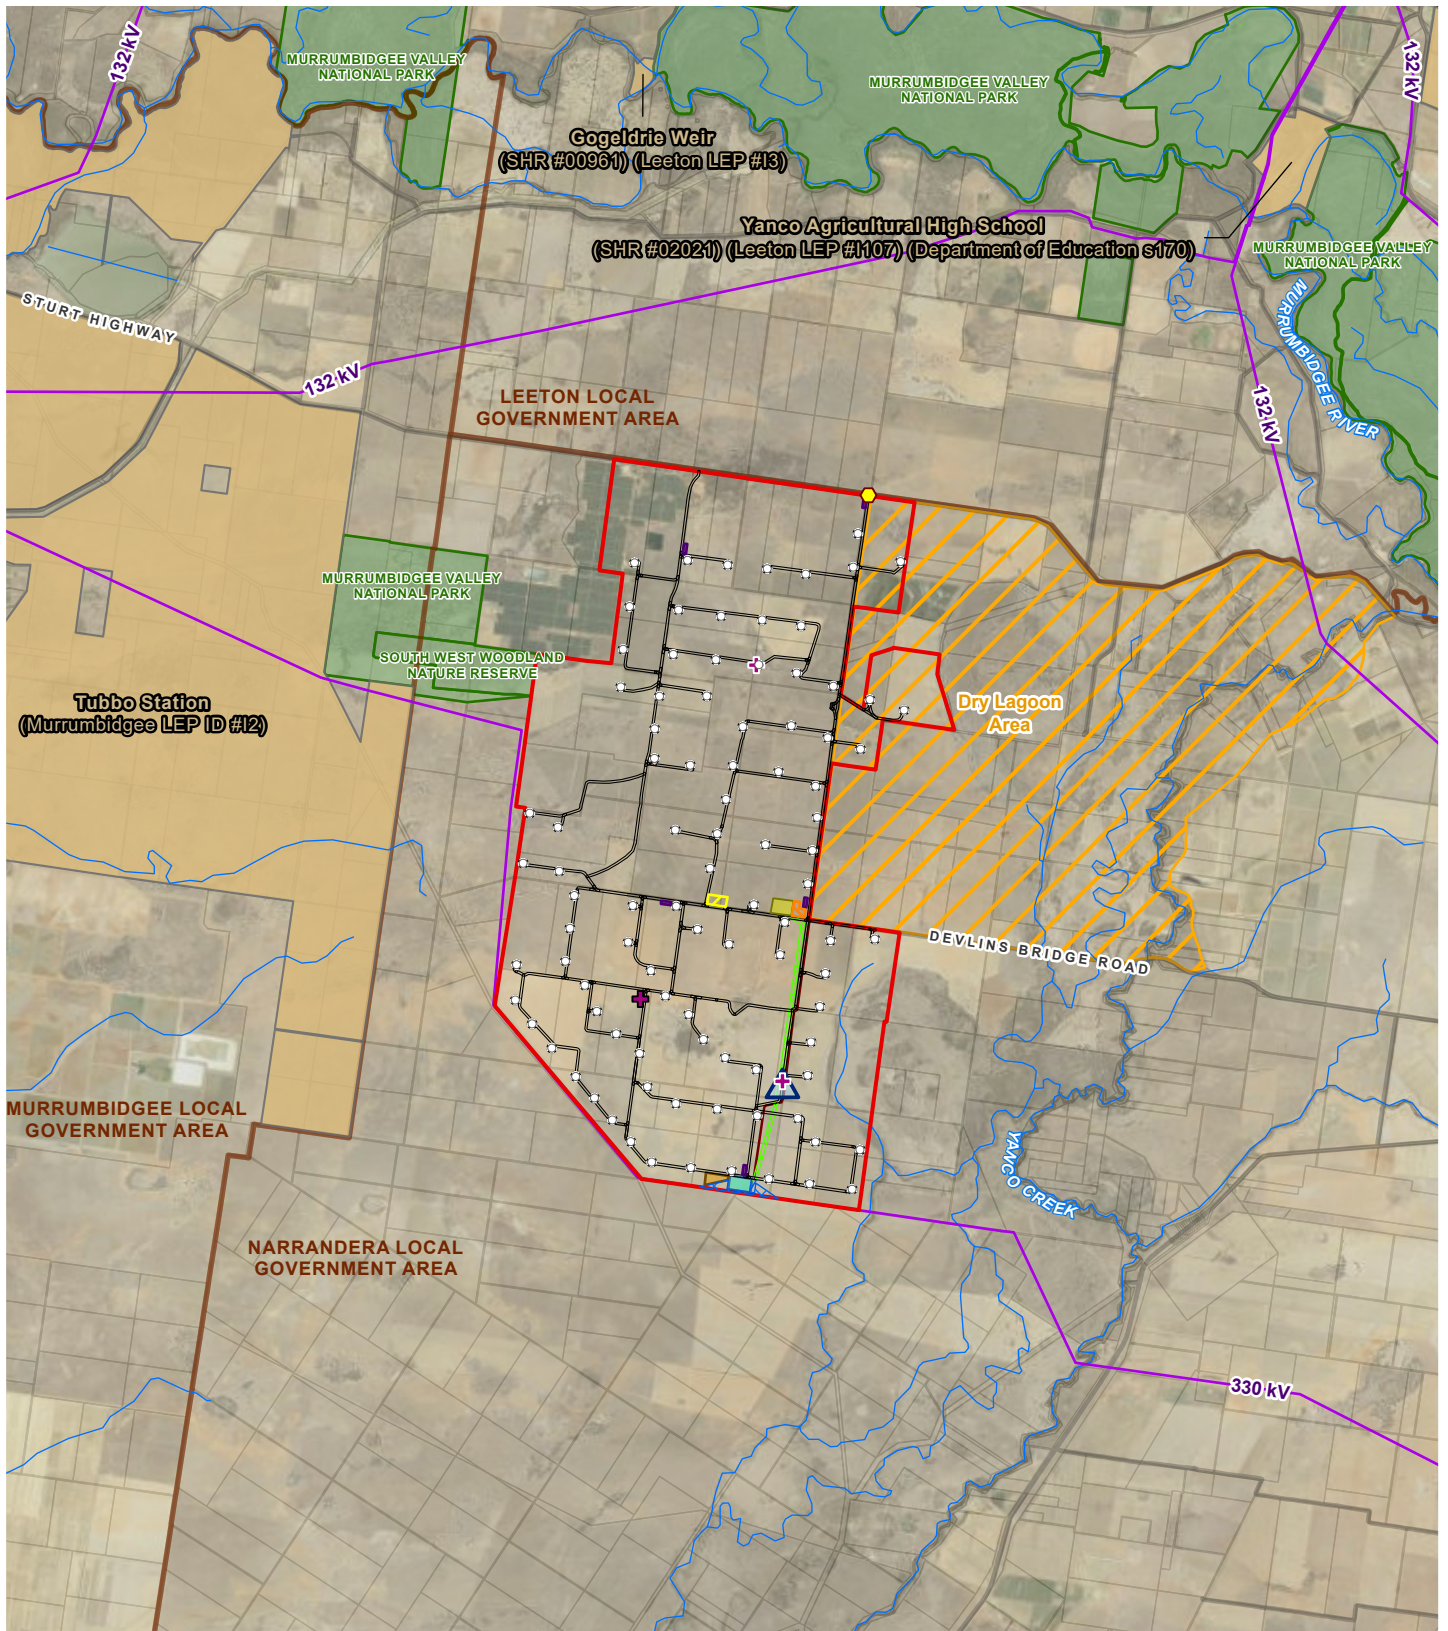 132 kV
132 kV
MURRUMBIDGEE VALLEY
NATIONAL PARK
MURRUMBIDGEE VALLEY
NATIONAL PARK
Gogeldrie Weir
(SHR #00961) (Leeton LEP #I3)
Yanco Agricultural High School
(SHR #02021) (Leeton LEP #I107) (Department of Education s170)
MURRUMBIDGEE VALLEY
NATIONAL PARK
STURT HIGHWAY
MURRUMBIDGEE RIVER
132 kV
132 kV
LEETON LOCAL
GOVERNMENT AREA
MURRUMBIDGEE VALLEY
NATIONAL PARK
SOUTH WEST WOODLAND
NATURE RESERVE
Tubbo Station
(Murrumbidgee LEP ID #I2)
Dry Lagoon
Area
DEVLINS BRIDGE ROAD
MURRUMBIDGEE LOCAL
GOVERNMENT AREA
YANCO CREEK
NARRANDERA LOCAL
GOVERNMENT AREA
330 kV